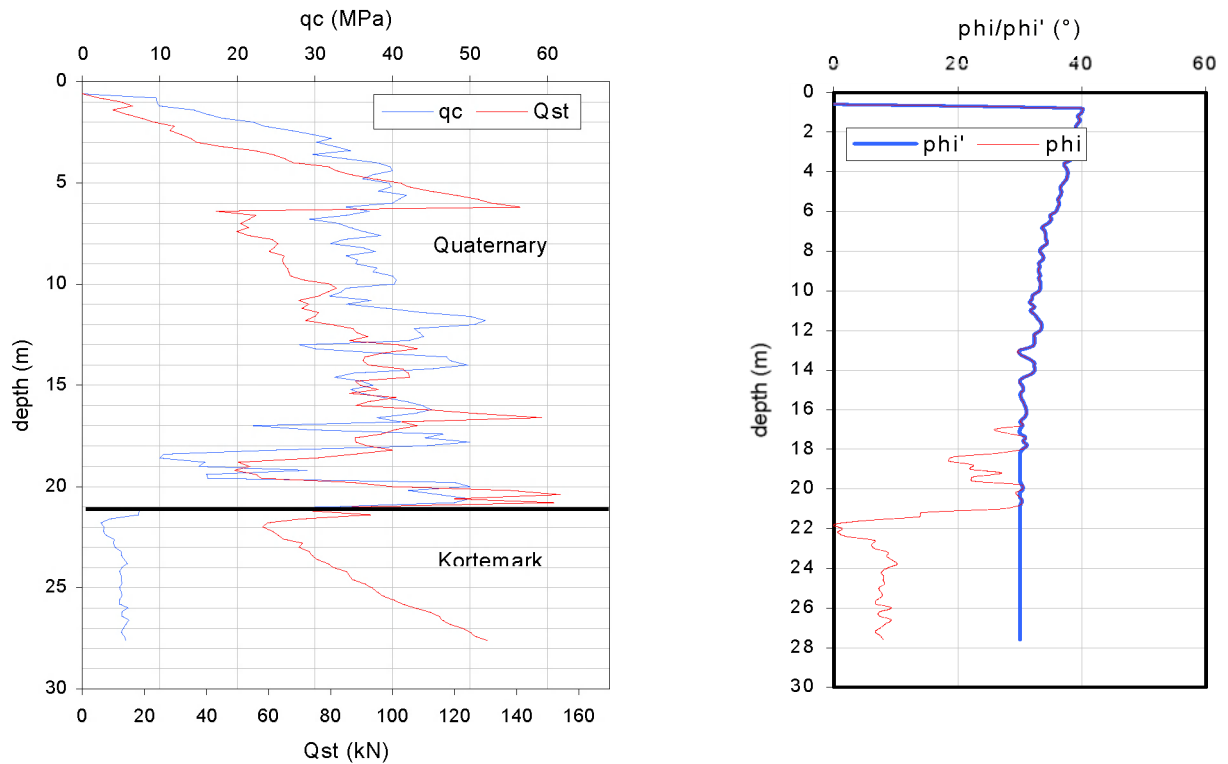 qc (MPa)
0 10 20 30 40 50 60
0
5
10
15
20
25
30
depth (m)
qc Qst
Quaternary
Kortemark
0 20 40 60 80 100 120 140 160
Qst (kN)
phi/phi' (°)
0 20 40 60
0
2
4
6
8
10
12
14
16
18
20
22
24
26
28
30
depth (m)
phi' phi